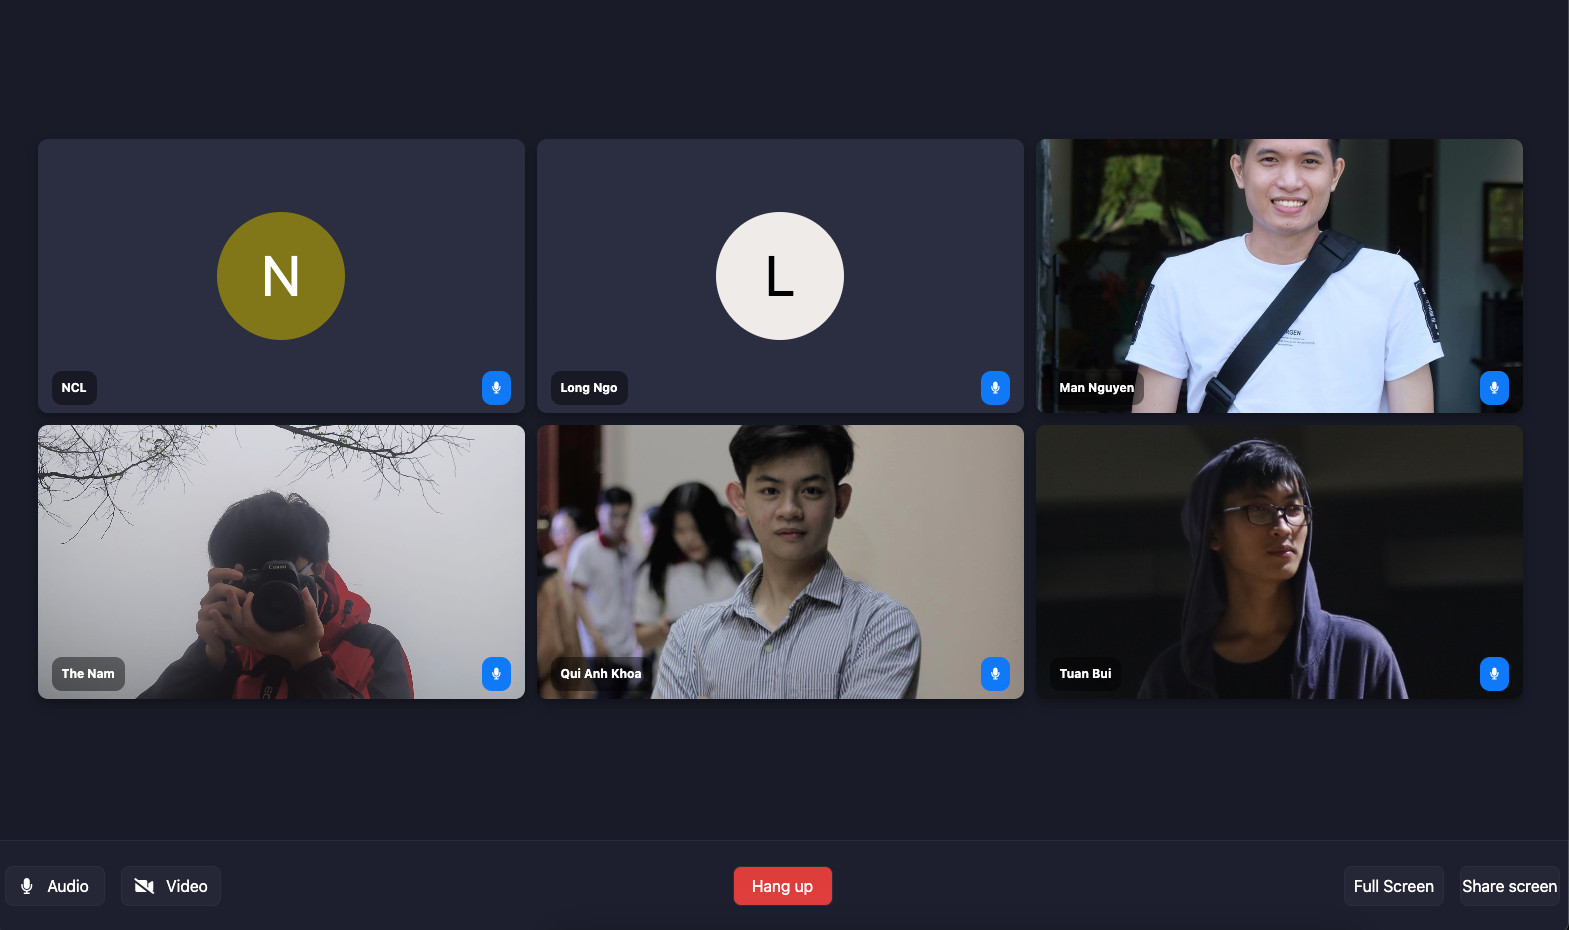 N
L
NCL
Long Ngo
Man Nguyen
Canon
The Nam
Qui Anh Khoa
Tuan Bui
Audio
Video
Hang up
Full Screen
Share screen